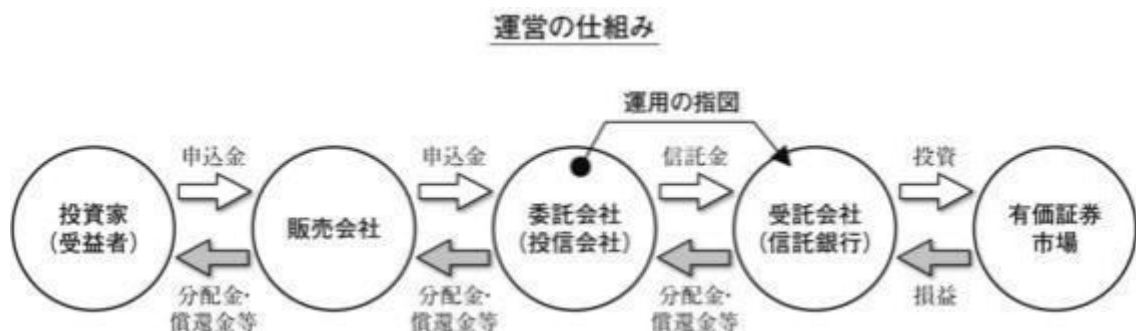 運営の仕組み
運用の指図
申込金
申込金
信託金
投資
投資家
(受益者)
販売会社
委託会社
(投信会社)
受託会社
(信託銀行)
有価証券
市場
分配金・
償還金等
分配金・
償還金等
分配金・
償還金等
損益